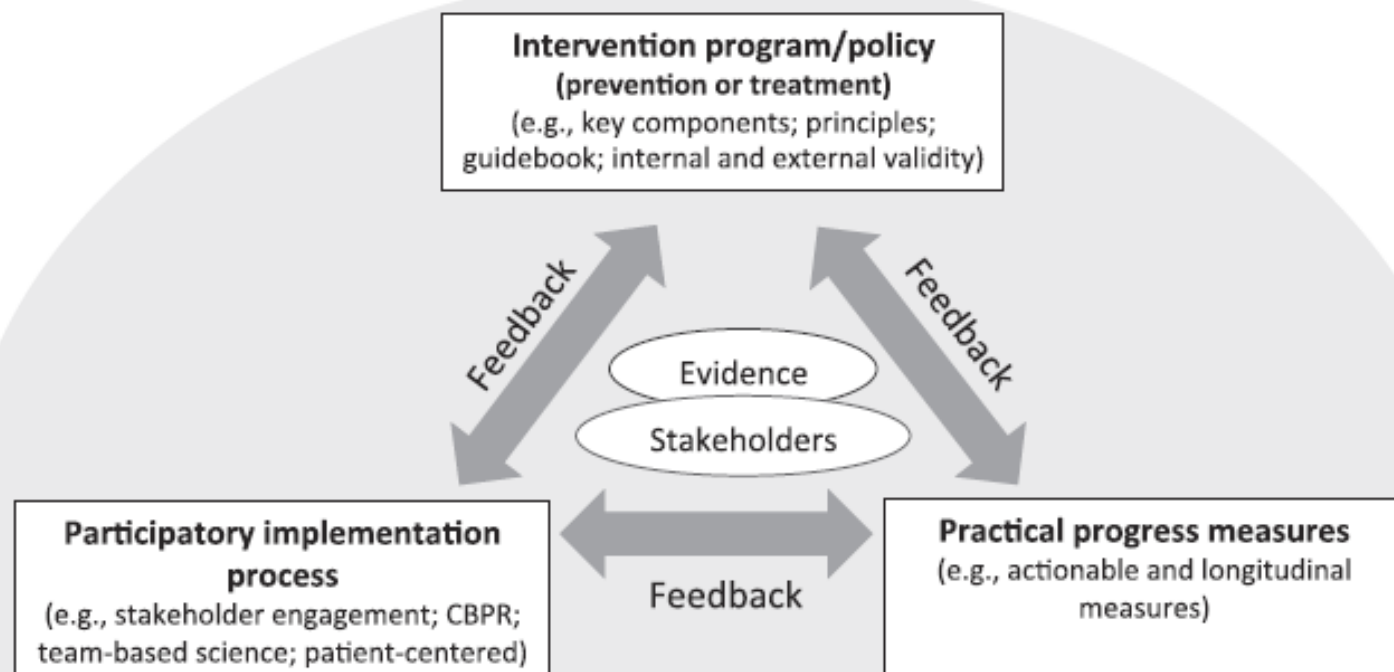 Intervention program/policy
(prevention or treatment)
(e.g., key components; principles;
guidebook; internal and external validity)
Feedback
Feedback
Evidence
Stakeholders
Feedback
Participatory implementation
process
(e.g., stakeholder engagement; CBPR;
team-based science; patient-centered)
Practical progress measures
(e.g., actionable and longitudinal
measures)